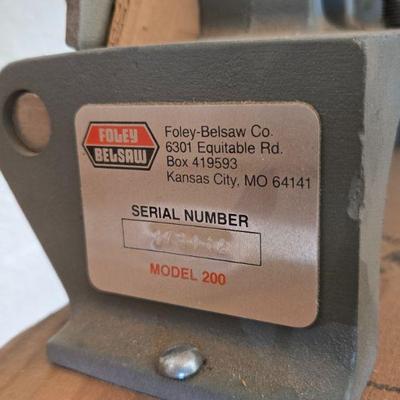 FOLEY
BELSAW
Foley-Belsaw Co.
6301 Equitable Rd.
Box 419593
Kansas City, MO 64141
SERIAL NUMBER
MODEL 200